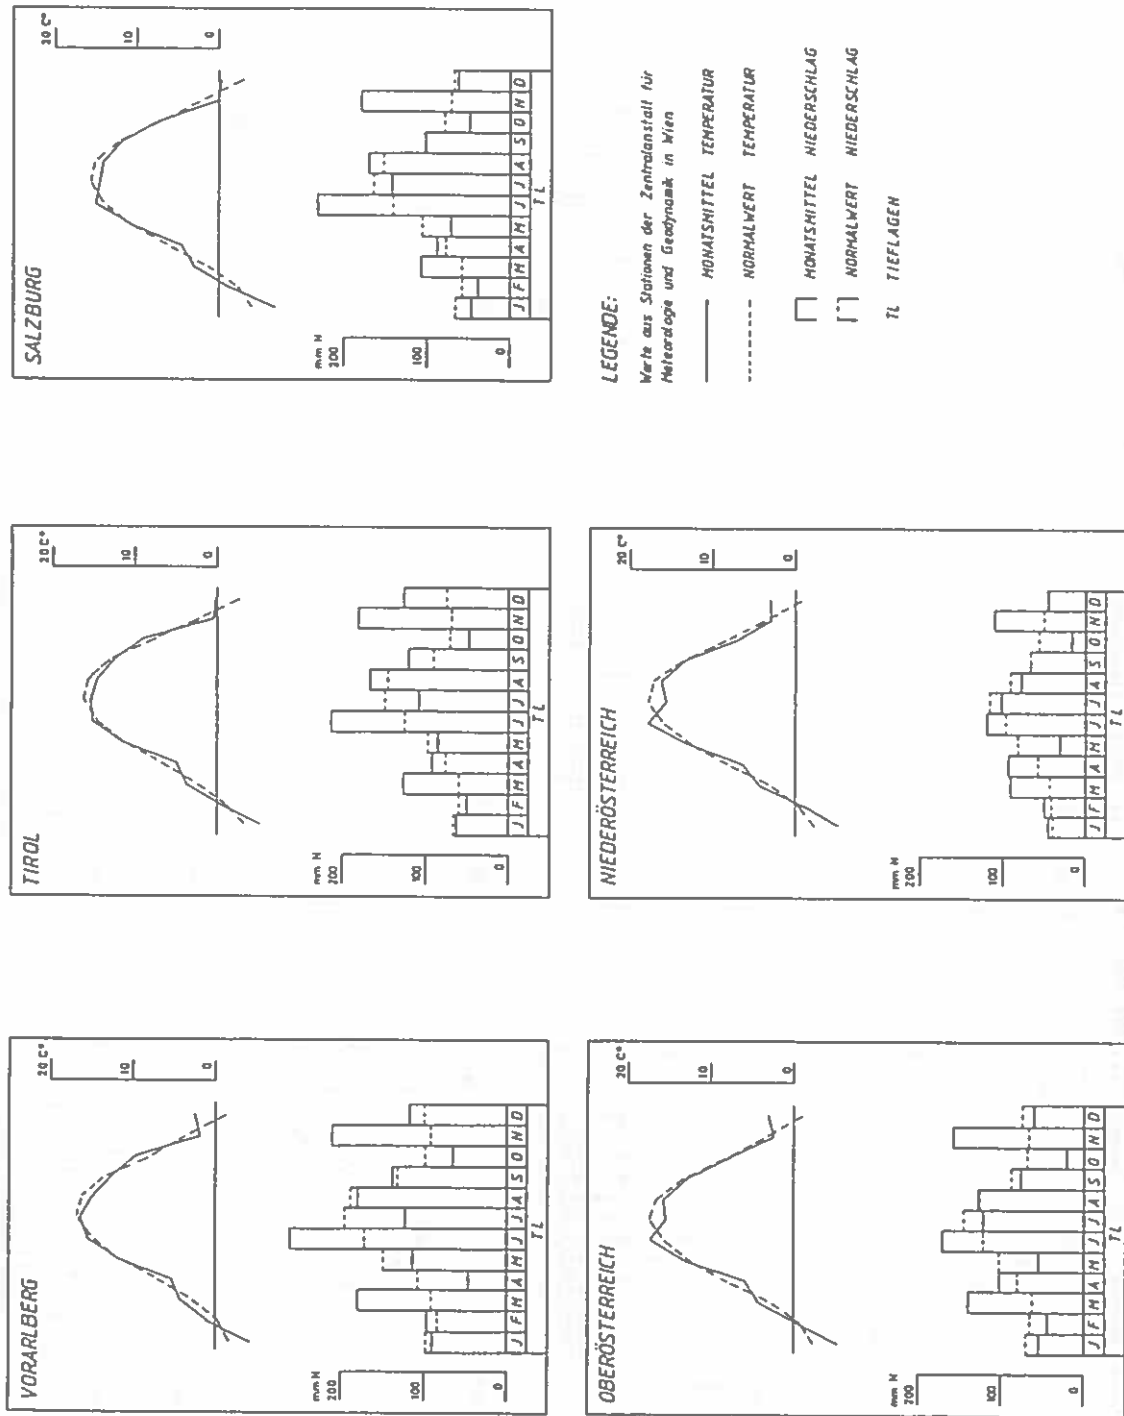 VORARLBERG
20 C°
10
0
mm N
200
100
0
J F M A M J J A S O N D
TL
TIROL
20 C°
10
0
mm N
200
100
0
J F M A M J J A S O N D
TL
SALZBURG
20 C°
10
0
mm N
200
100
0
J F M A M J J A S O N D
TL
OBERÖSTERREICH
20 C°
10
0
mm N
200
100
0
J F M A M J J A S O N D
TL
NIEDERÖSTERREICH
20 C°
10
0
mm N
200
100
0
J F M A M J J A S O N D
TL
LEGENDE:
Werte aus Stationen der Zentralanstalt für
Meteorologie und Geodynamik in Wien
MONATSMITTEL TEMPERATUR
NORMALWERT TEMPERATUR
MONATSMITTEL NIEDERSCHLAG
NORMALWERT NIEDERSCHLAG
TL TIEFLAGEN